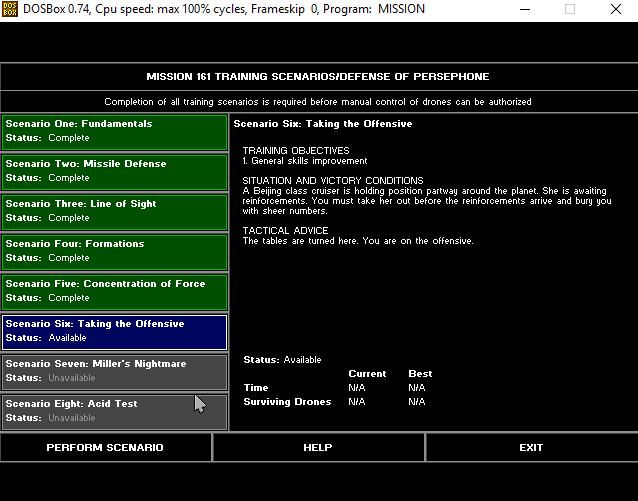 DOSBox 0.74, Cpu speed: max 100% cycles, Frameskip 0, Program: MISSION
DOS
BOX
MISSION 161 TRAINING SCENARIOS/DEFENSE OF PERSEPHONE
Completion of all training scenarios is required before manual control of drones can be authorized
Scenario One: Fundamentals
Status: Complete
Scenario Two: Missile Defense
Status: Complete
Scenario Three: Line of Sight
Status: Complete
Scenario Four: Formations
Status: Complete
Scenario Five: Concentration of Force
Status: Complete
Scenario Six: Taking the Offensive
Status: Available
Scenario Seven: Miller's Nightmare
Status: Unavailable
Scenario Eight: Acid Test
Status: Unavailable
Scenario Six: Taking the Offensive
TRAINING OBJECTIVES
1. General skills improvement
SITUATION AND VICTORY CONDITIONS
A Beijing class cruiser is holding position partway around the planet. She is awaiting
reinforcements. You must take her out before the reinforcements arrive and bury you
with sheer numbers.
TACTICAL ADVICE
The tables are turned here. You are on the offensive.
Status: Available
Current Best
Time N/A N/A
Surviving Drones N/A N/A
PERFORM SCENARIO
HELP
EXIT